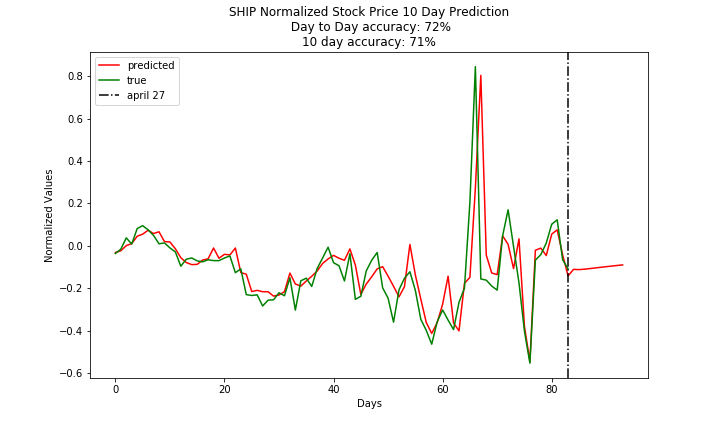 SHIP Normalized Stock Price 10 Day Prediction
Day to Day accuracy: 72%
10 day accuracy: 71%
predicted
true
april 27
Normalized Values
0.8
0.6
0.4
0.2
0.0
−0.2
−0.4
−0.6
0 20 40 60 80
Days